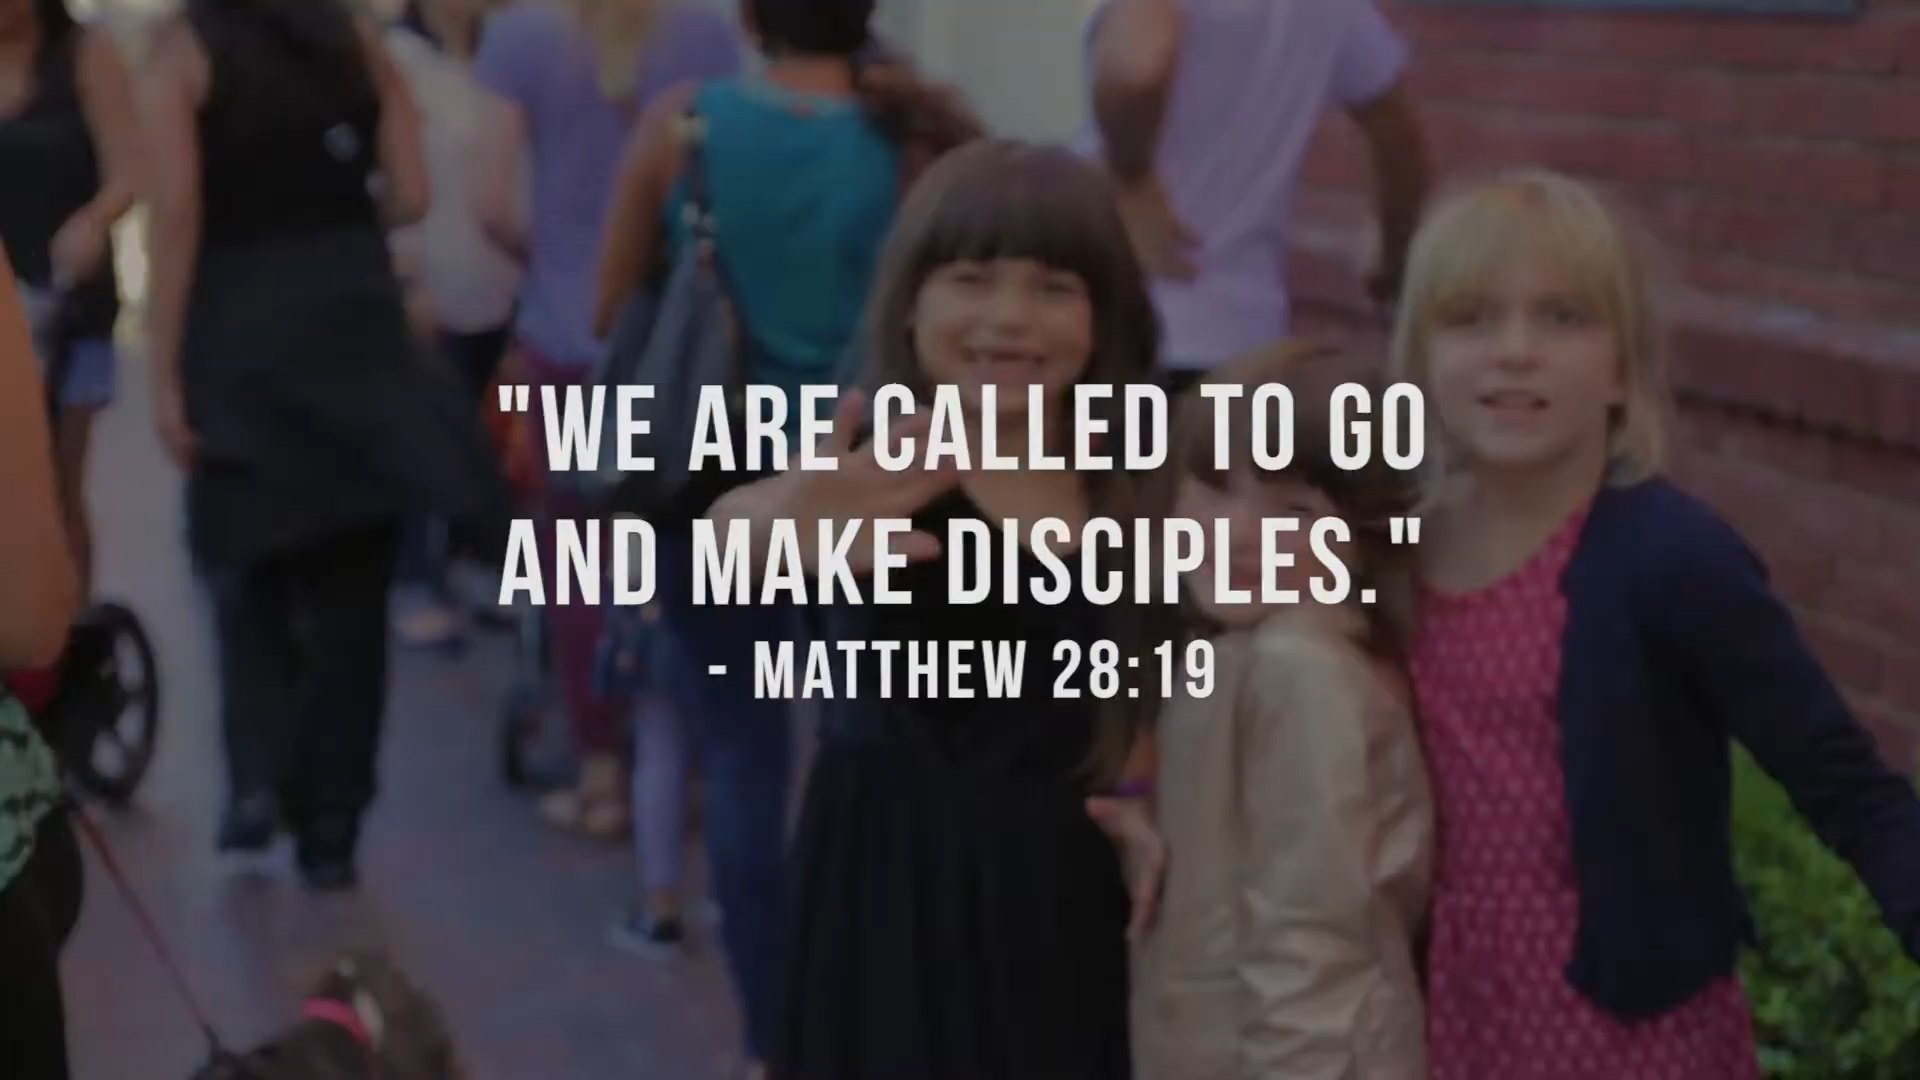 "WE ARE CALLED TO GO
AND MAKE DISCIPLES."
- MATTHEW 28:19